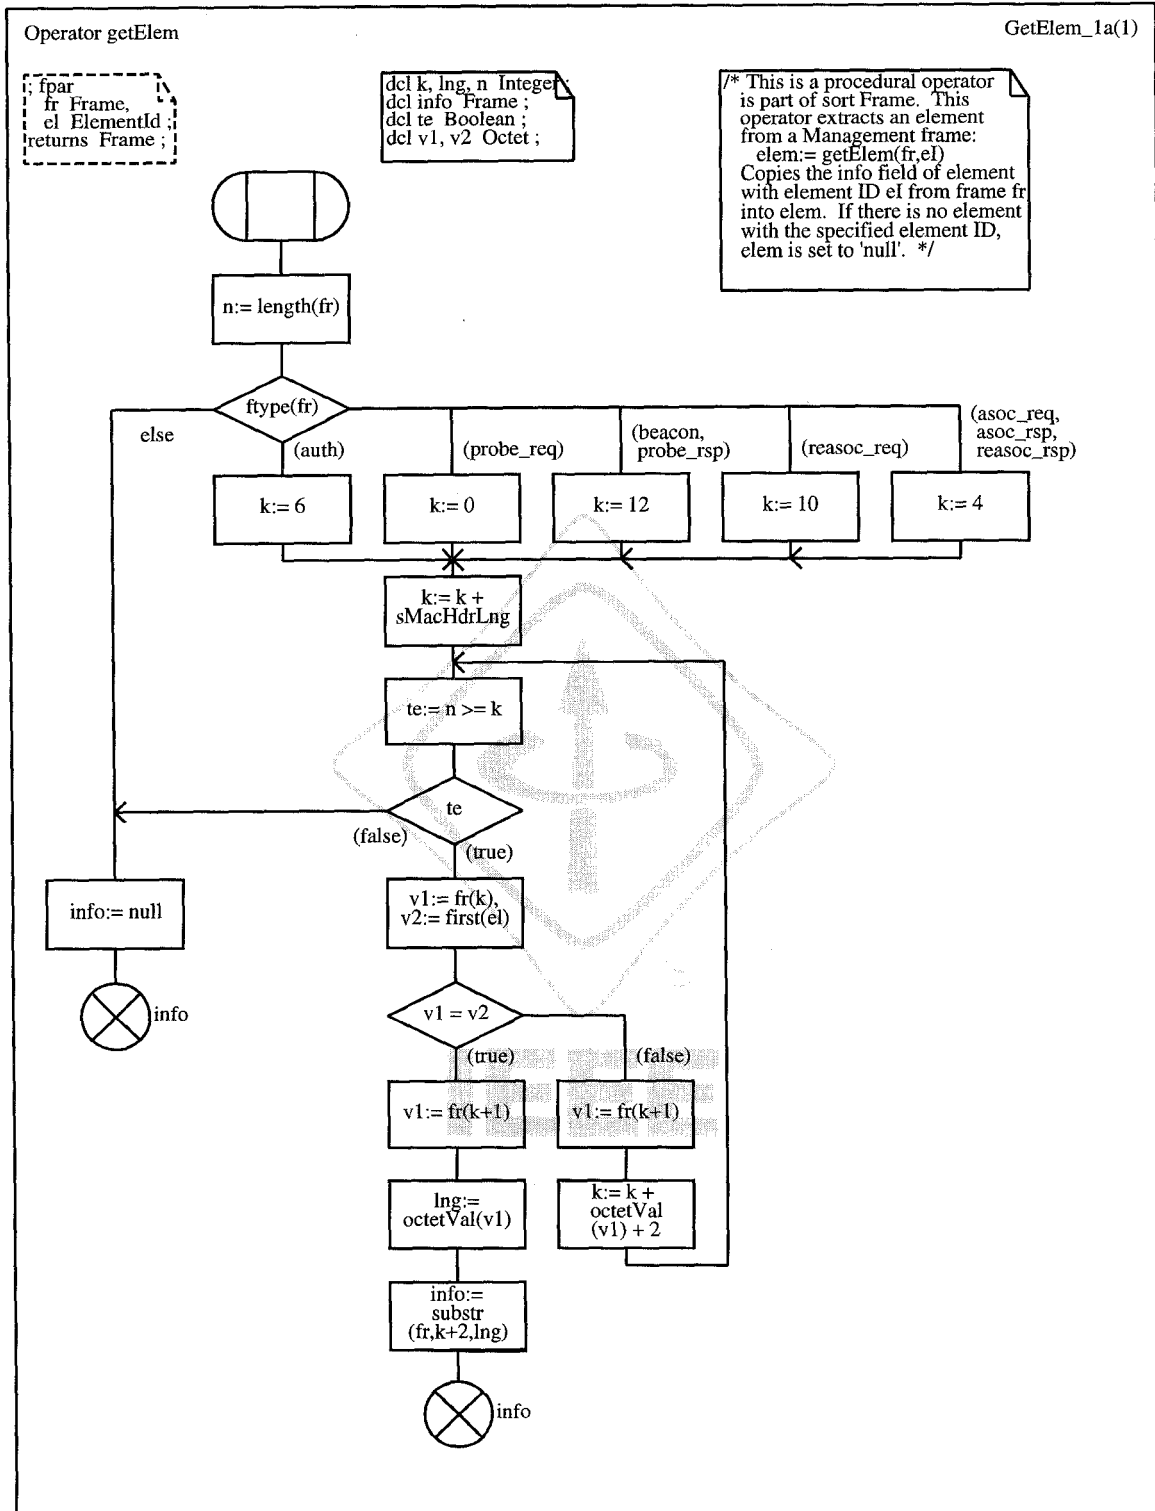 Operator getElem
GetElem_1a(1)
; fpar
fr Frame,
el ElementId ;
returns Frame ;
dcl k, lng, n Integer ;
dcl info Frame ;
dcl te Boolean ;
dcl v1, v2 Octet ;
/* This is a procedural operator
is part of sort Frame. This
operator extracts an element
from a Management frame:
elem:= getElem(fr,eI)
Copies the info field of element
with element ID eI from frame fr
into elem. If there is no element
with the specified element ID,
elem is set to 'null'. */
n:= length(fr)
ftype(fr)
else
(auth)
(probe_req)
(beacon,
probe_rsp)
(reasoc_req)
(asoc_req,
asoc_rsp,
reasoc_rsp)
k:= 6
k:= 0
k:= 12
k:= 10
k:= 4
k:= k +
sMacHdrLng
te:= n >= k
te
(false)
(true)
info:= null
info
v1:= fr(k),
v2:= first(el)
v1 = v2
(true)
(false)
v1:= fr(k+1)
v1:= fr(k+1)
lng:=
octetVal(v1)
k:= k +
octetVal
(v1) + 2
info:=
substr
(fr,k+2,lng)
info
IEEE